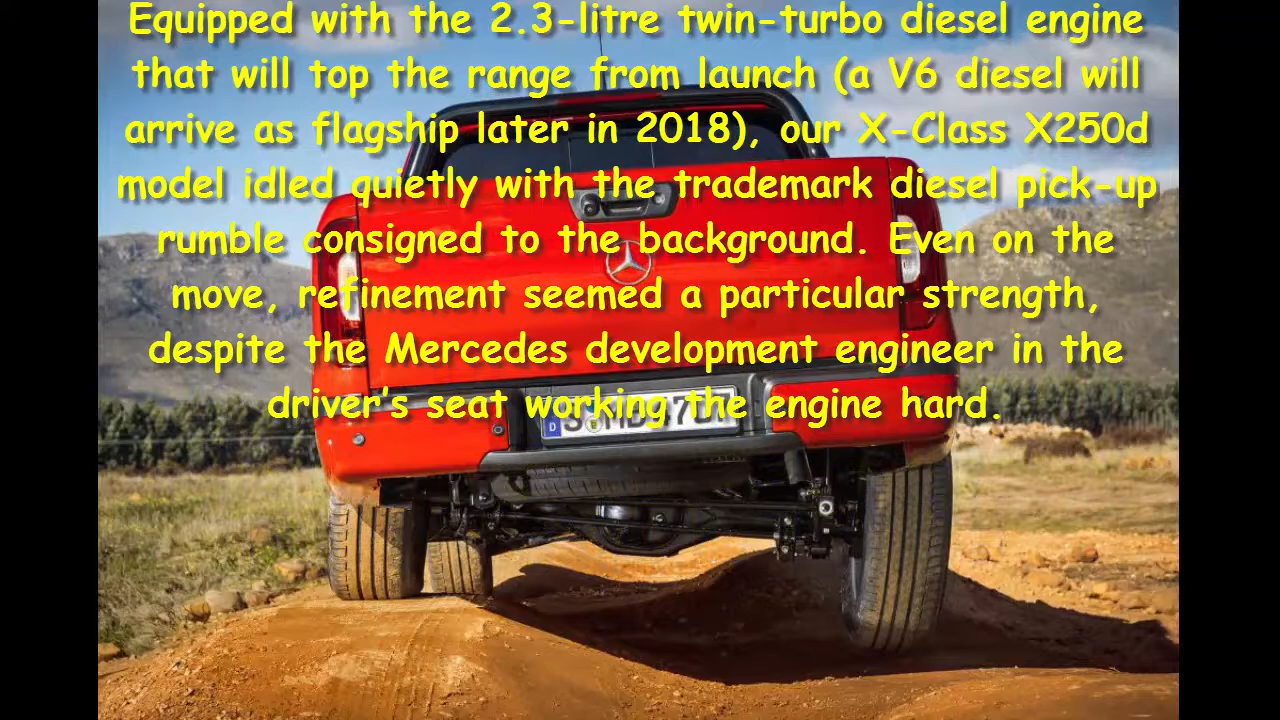 Equipped with the 2.3-litre twin-turbo diesel engine
that will top the range from launch (a V6 diesel will
arrive as flagship later in 2018), our X-Class X250d
model idled quietly with the trademark diesel pick-up
rumble consigned to the background. Even on the
move, refinement seemed a particular strength,
despite the Mercedes development engineer in the
driver's seat working the engine hard.
D